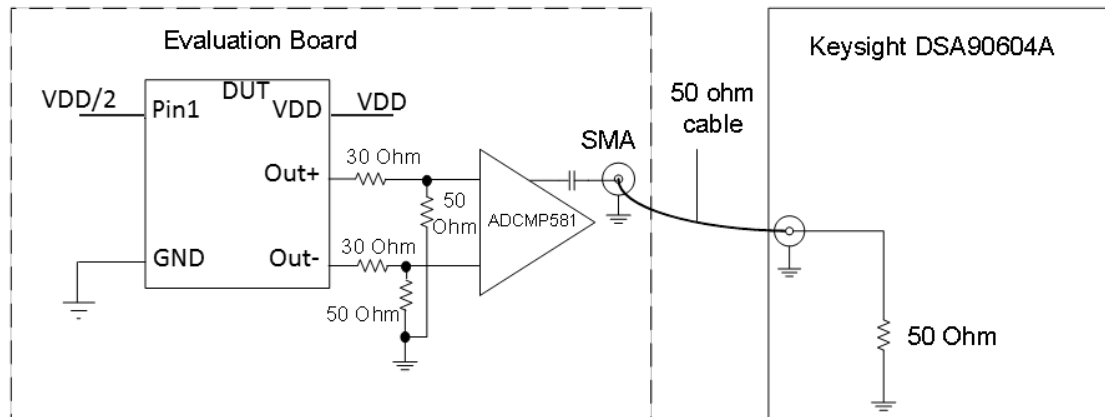 Evaluation Board
Keysight DSA90604A
VDD/2
Pin1
DUT
VDD
VDD
50 ohm
cable
SMA
30 Ohm
Out+
50
Ohm
ADCMP581
30 Ohm
GND
Out-
50 Ohm
50 Ohm